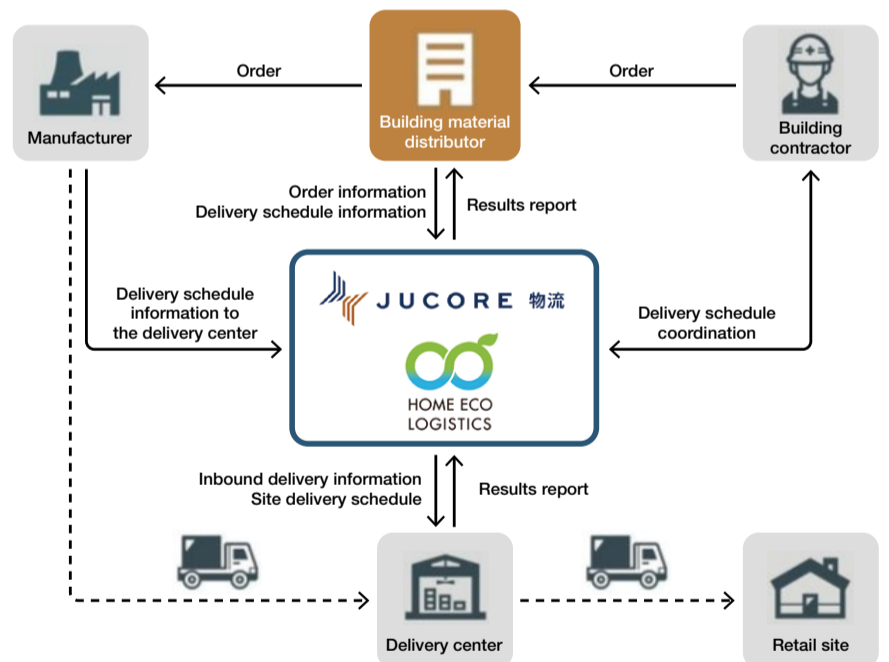 Order
Order
Manufacturer
Building material
distributor
Building
contractor
Order information
Delivery schedule information
Results report
Delivery schedule
information to
the delivery center
JUCORE 物流
HOME ECO
LOGISTICS
Delivery schedule
coordination
Inbound delivery information
Site delivery schedule
Results report
Delivery center
Retail site